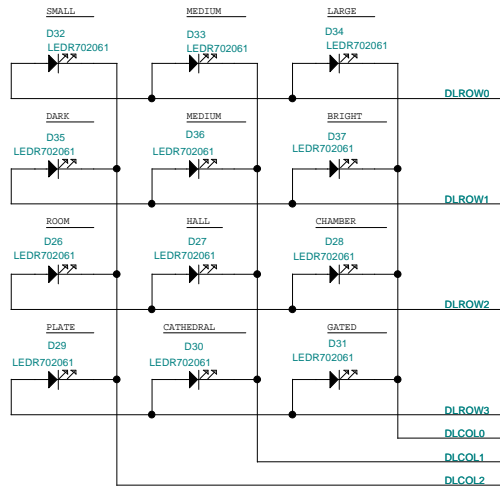 SMALL MEDIUM LARGE
D32 D33 D34
LEDR702061 LEDR702061 LEDR702061
DLROW0
DARK MEDIUM BRIGHT
D35 D36 D37
LEDR702061 LEDR702061 LEDR702061
DLROW1
ROOM HALL CHAMBER
D26 D27 D28
LEDR702061 LEDR702061 LEDR702061
DLROW2
PLATE CATHEDRAL GATED
D29 D30 D31
LEDR702061 LEDR702061 LEDR702061
DLROW3
DLCOL0
DLCOL1
DLCOL2